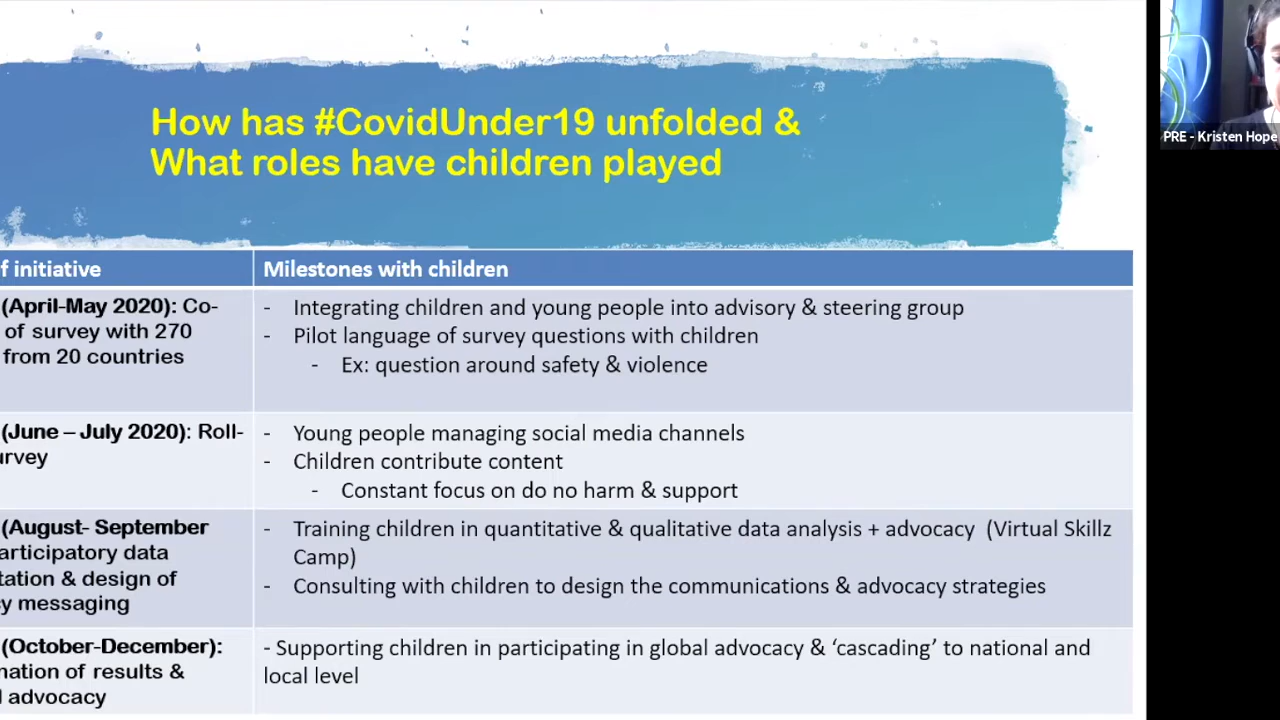 How has #CovidUnder19 unfolded &
What roles have children played
PRE - Kristen Hope
f initiative
Milestones with children
(April-May 2020): Co-
of survey with 270
from 20 countries
- Integrating children and young people into advisory & steering group
- Pilot language of survey questions with children
- Ex: question around safety & violence
(June – July 2020): Roll-
urvey
- Young people managing social media channels
- Children contribute content
- Constant focus on do no harm & support
(August- September
articipatory data
tation & design of
cy messaging
- Training children in quantitative & qualitative data analysis + advocacy (Virtual Skillz
Camp)
- Consulting with children to design the communications & advocacy strategies
(October-December):
nation of results &
l advocacy
- Supporting children in participating in global advocacy & ‘cascading’ to national and
local level